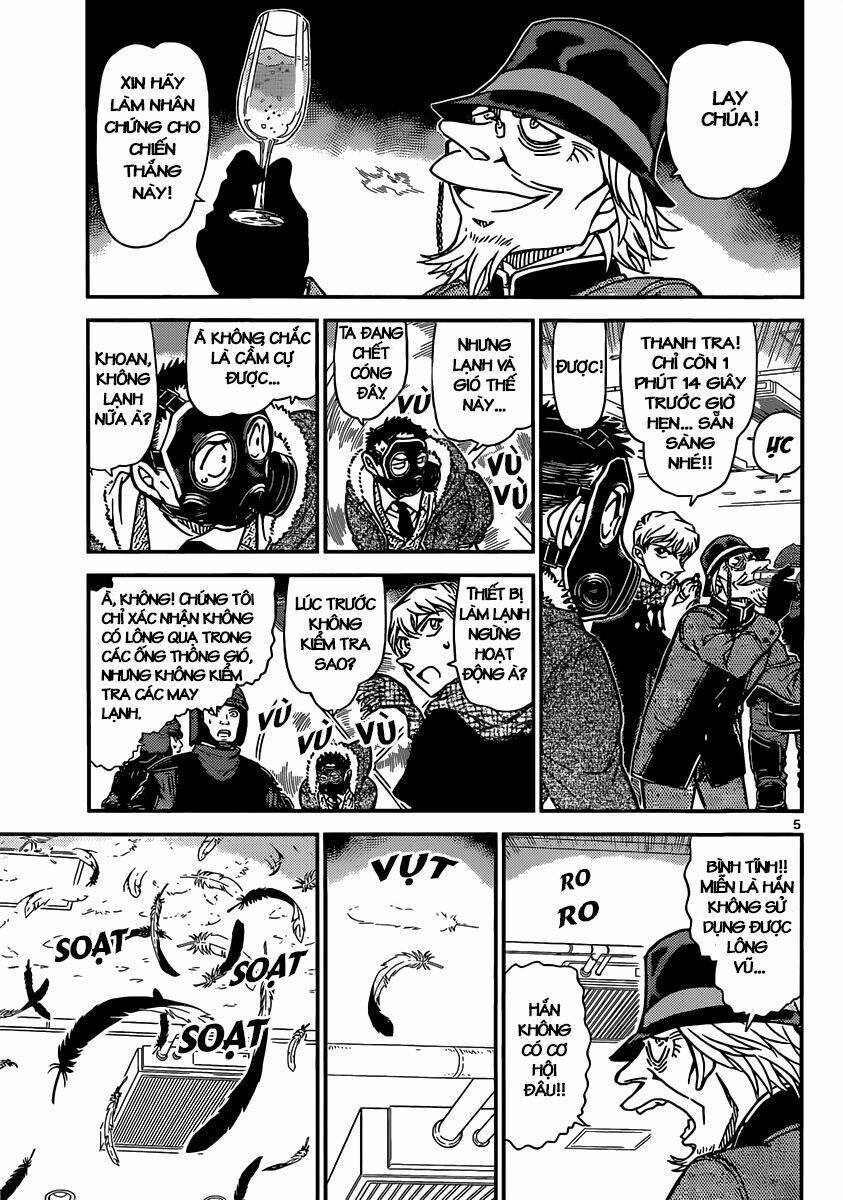 LAY
CHÚA!
XIN HÃY
LÀM NHÂN
CHỨNG CHO
CHIẾN
THẮNG
NÀY!
THANH TRA!
CHỈ CÒN 1
PHÚT 14 GIÂY
TRƯỚC GIỜ
HẸN... SẴN
SÀNG
NHÉ!!
ỰC
ĐƯỢC!
NHƯNG
LẠNH VÀ
GIÓ THẾ
NÀY...
TA ĐANG
CHẾT
CÓNG
ĐÂY.
VÙ
VÙ
VÙ
À KHÔNG, CHẮC
LÀ CẦM CỰ
ĐƯỢC...
KHOAN,
KHÔNG
LẠNH
NỮA À?
THIẾT BỊ
LÀM LẠNH
NGỪNG
HOẠT
ĐỘNG À?
LÚC TRƯỚC
KHÔNG
KIỂM TRA
SAO?
À, KHÔNG! CHÚNG TÔI
CHỈ XÁC NHẬN KHÔNG
CÓ LÔNG QUẠ TRONG
CÁC ỐNG THÔNG GIÓ,
NHƯNG KHÔNG KIỂM
TRA CÁC MÁY
LẠNH.
VÙ
VÙ
VÙ
5
BÌNH TĨNH!!
MIỄN LÀ HẮN
KHÔNG SỬ
DỤNG ĐƯỢC
LÔNG
VŨ...
RO
RO
HẮN
KHÔNG
CÓ CƠ
HỘI
ĐÂU!!
VỤT
SOẠT
SOẠT
SOẠT